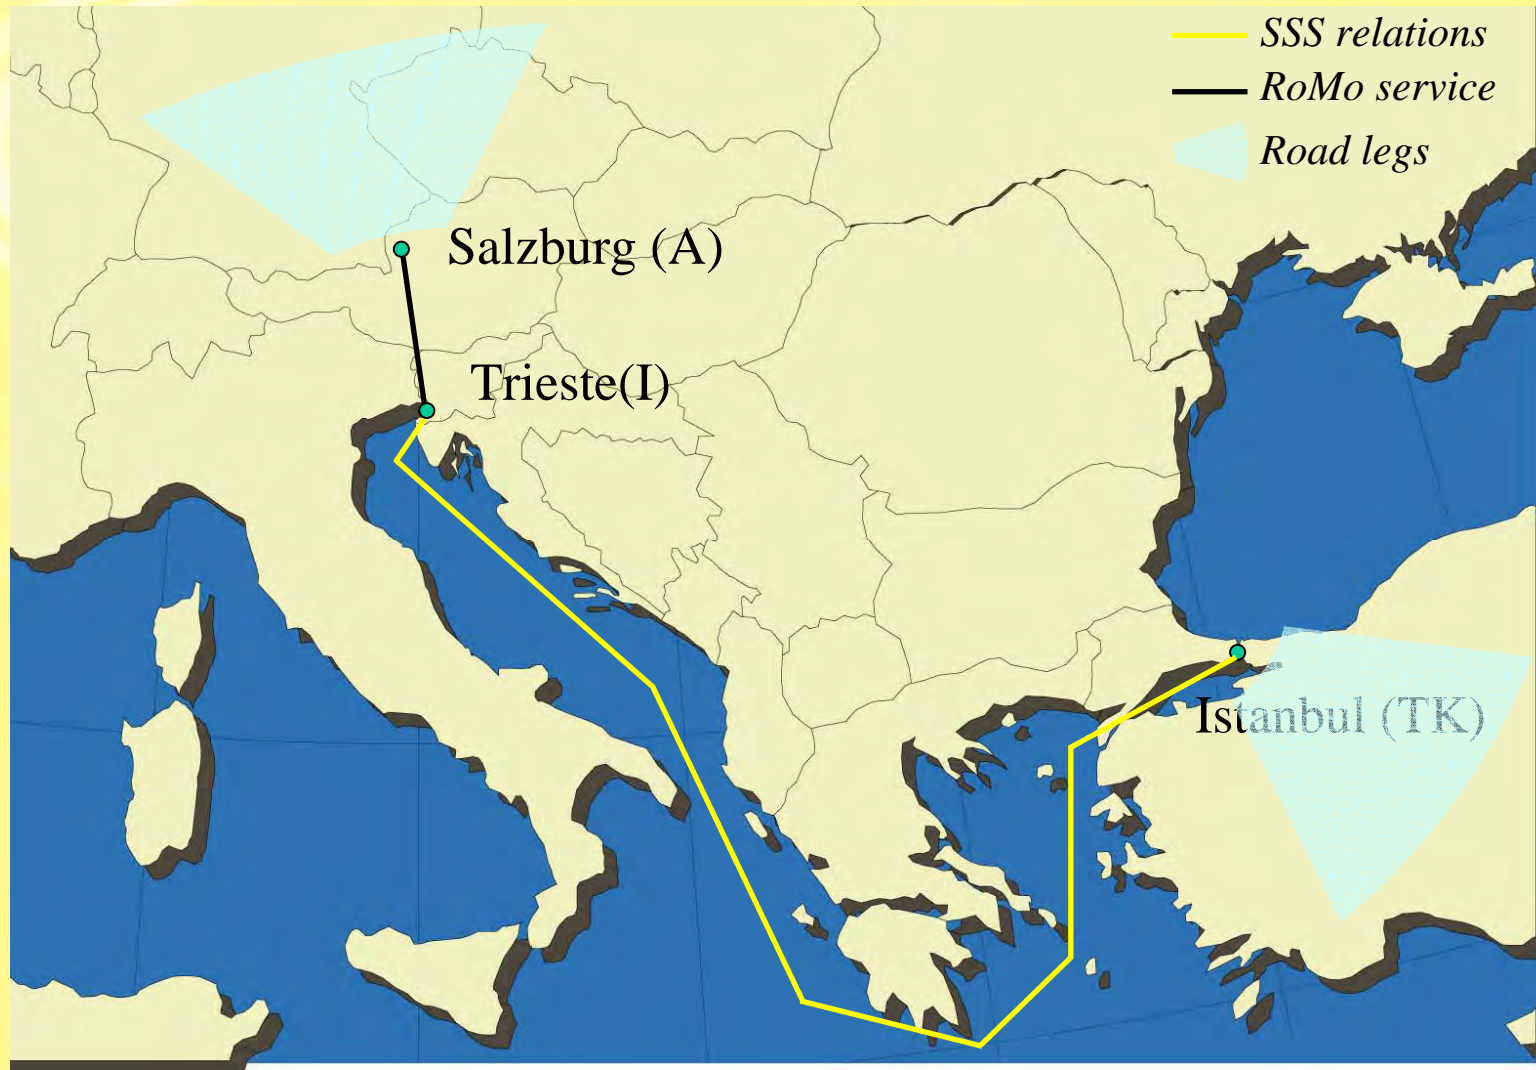 SSS relations
RoMo service
Road legs
Salzburg (A)
Trieste(I)
Istanbul (TK)